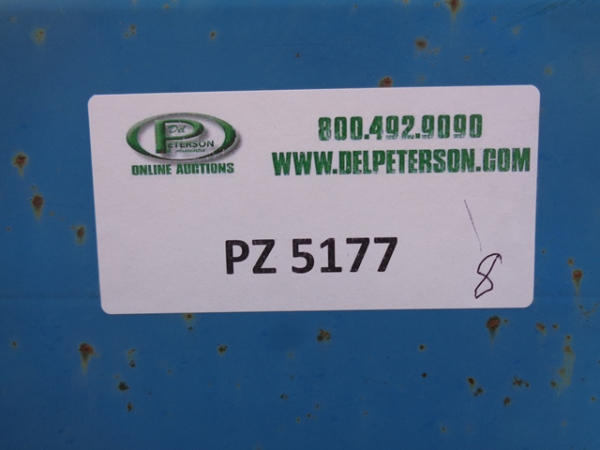 Del
PETERSON
ONLINE AUCTIONS
800.492.9090
WWW.DELPETERSON.COM
PZ 5177
8